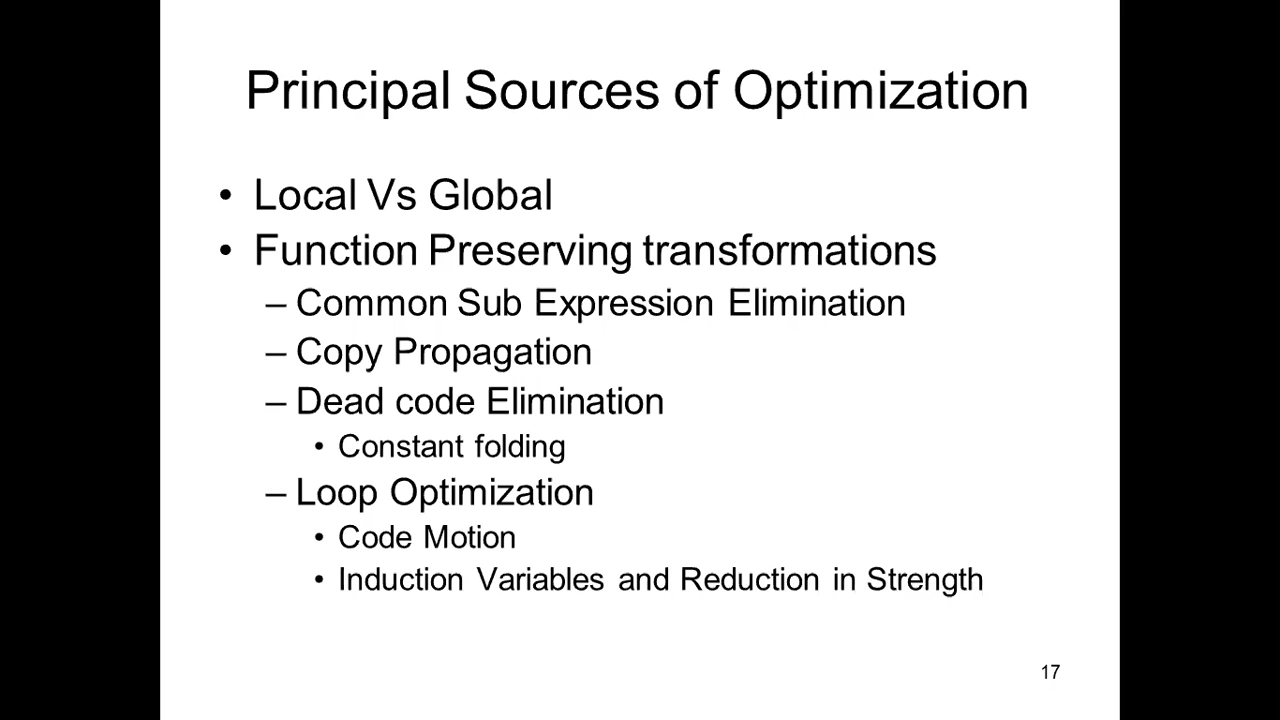 Principal Sources of Optimization
• Local Vs Global
• Function Preserving transformations
– Common Sub Expression Elimination
– Copy Propagation
– Dead code Elimination
• Constant folding
– Loop Optimization
• Code Motion
• Induction Variables and Reduction in Strength
17